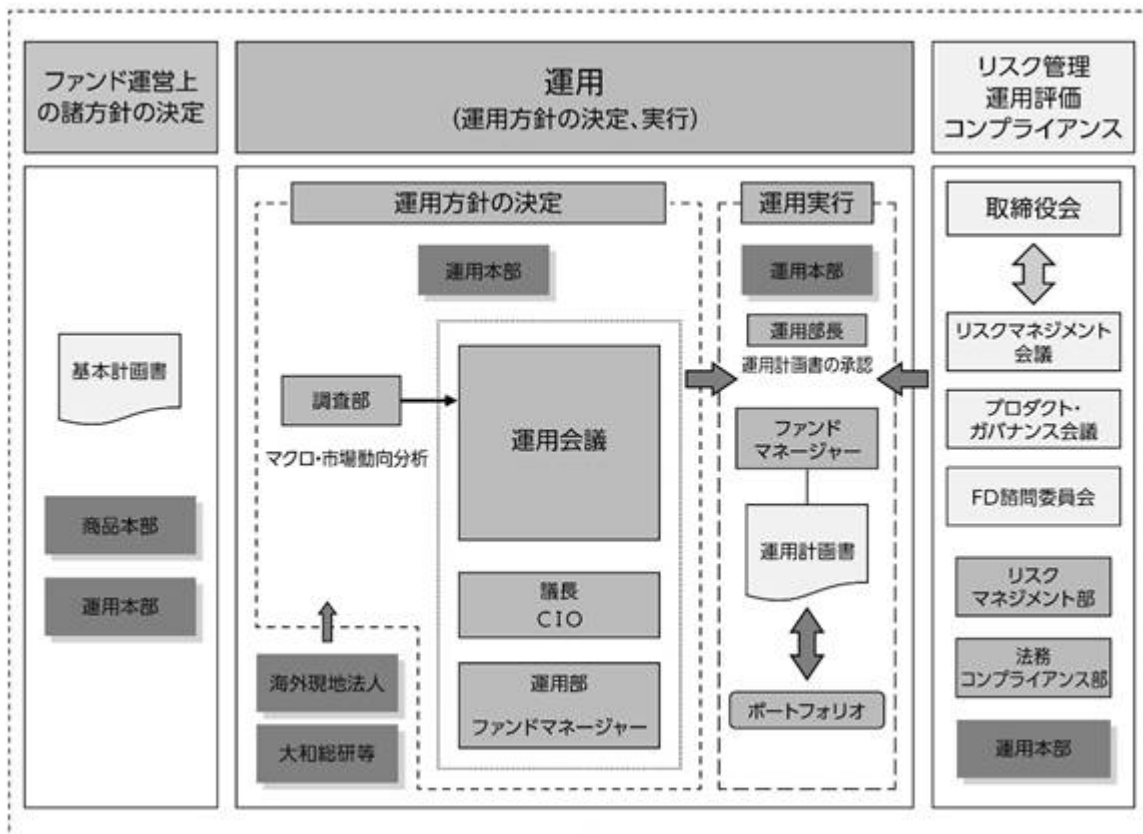 ファンド運営上
の諸方針の決定
運用
(運用方針の決定、実行)
リスク管理
運用評価
コンプライアンス
基本計画書
商品本部
運用本部
運用方針の決定
運用本部
調査部
マクロ・市場動向分析
運用会議
議長
CIO
運用部
ファンドマネージャー
海外現地法人
大和総研等
運用実行
運用本部
運用部長
運用計画書の承認
ファンド
マネージャー
運用計画書
ポートフォリオ
取締役会
リスクマネジメント
会議
プロダクト・
ガバナンス会議
FD諮問委員会
リスク
マネジメント部
法務
コンプライアンス部
運用本部